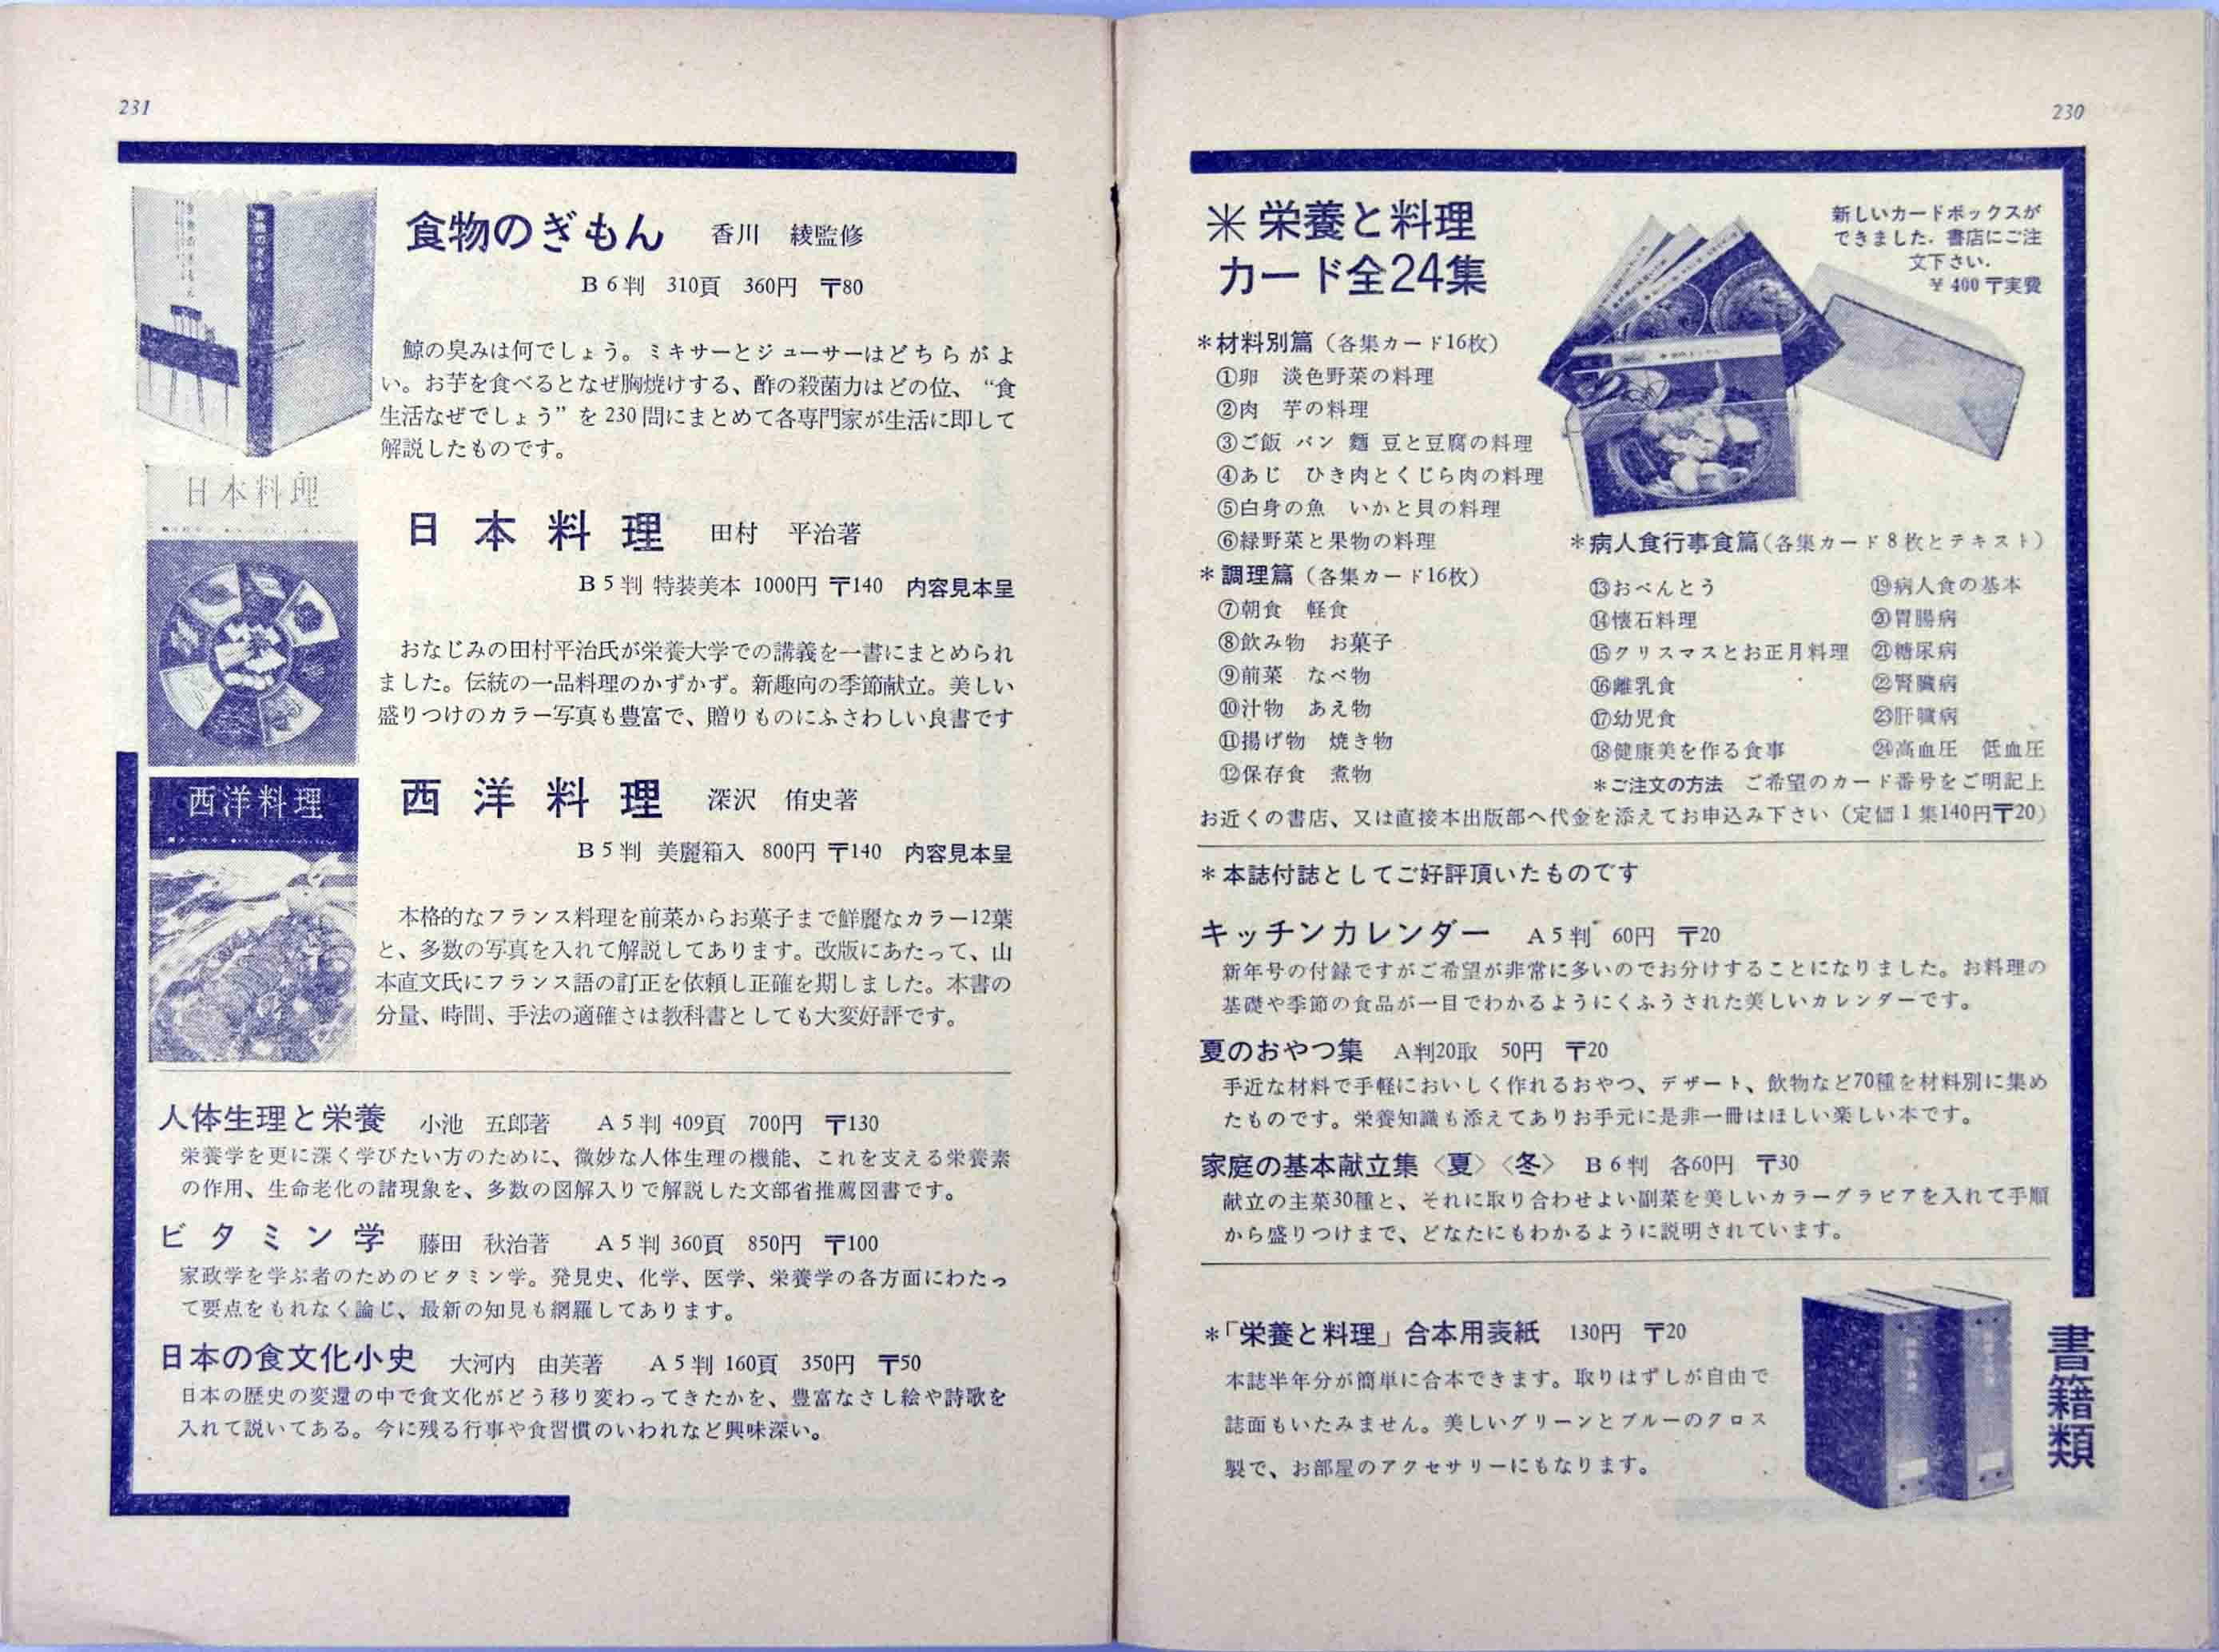 230
新しいカードボックスが
できました．書店にご注
文下さい．
￥400〒実費
＊栄養と料理
カード全24集
＊材料別篇（各集カード16枚）
①卵　淡色野菜の料理
②肉　芋の料理
③ご飯 パン 麵 豆と豆腐の料理
④あじ　ひき肉とくじら肉の料理
⑤白身の魚　いかと貝の料理
⑥緑野菜と果物の料理
＊調理篇（各集カード16枚）
⑦朝食　軽食
⑧飲み物　お菓子
⑨前菜　なべ物
⑩汁物　あえ物
⑪揚げ物　焼き物
⑫保存食　煮物
＊病人食行事食篇（各集カード8枚とテキスト）
⑬おべんとう
⑭懐石料理
⑮クリスマスとお正月料理
⑯離乳食
⑰幼児食
⑱健康美を作る食事
⑲病人食の基本
⑳胃腸病
㉑糖尿病
㉒腎臓病
㉓肝臓病
㉔高血圧　低血圧
＊ご注文の方法　ご希望のカード番号をご明記上
お近くの書店、又は直接本出版部へ代金を添えてお申込み下さい（定価1集140円〒20）
＊本誌付誌としてご好評頂いたものです
キッチンカレンダー　A5判　60円　〒20
新年号の付録ですがご希望が非常に多いのでお分けすることになりました。お料理の
基礎や季節の食品が一目でわかるようにくふうされた美しいカレンダーです。
夏のおやつ集　A判20取　50円　〒20
手近な材料で手軽においしく作れるおやつ、デザート、飲物など70種を材料別に集め
たものです。栄養知識も添えてありお手元に是非一冊はほしい楽しい本です。
家庭の基本献立集〈夏〉〈冬〉　B6判　各60円　〒30
献立の主菜30種と、それに取り合わせよい副菜を美しいカラーグラビアを入れて手順
から盛りつけまで、どなたにもわかるように説明されています。
＊「栄養と料理」合本用表紙　130円　〒20
本誌半年分が簡単に合本できます。取りはずしが自由で
誌面もいたみません。美しいグリーンとブルーのクロス
製で、お部屋のアクセサリーにもなります。
書籍類
231
食物のぎもん
食物のぎもん　香川　綾監修
B6判　310頁　360円　〒80
鯨の臭みは何でしょう。ミキサーとジューサーはどちらがよ
い。お芋を食べるとなぜ胸焼けする、酢の殺菌力はどの位、“食
生活なぜでしょう”を230問にまとめて各専門家が生活に即して
解説したものです。
日本料理
日本料理　田村　平治著
B5判 特装美本 1000円 〒140　内容見本呈
おなじみの田村平治氏が栄養大学での講義を一書にまとめられ
ました。伝統の一品料理のかずかず。新趣向の季節献立。美しい
盛りつけのカラー写真も豊富で、贈りものにふさわしい良書です
西洋料理
西洋料理　深沢　侑史著
B5判　美麗箱入　800円 〒140　内容見本呈
本格的なフランス料理を前菜からお菓子まで鮮麗なカラー12葉
と、多数の写真を入れて解説してあります。改版にあたって、山
本直文氏にフランス語の訂正を依頼し正確を期しました。本書の
分量、時間、手法の適確さは教科書としても大変好評です。
人体生理と栄養　小池　五郎著　A5判 409頁　700円　〒130
栄養学を更に深く学びたい方のために、微妙な人体生理の機能、これを支える栄養素
の作用、生命老化の諸現象を、多数の図解入りで解説した文部省推薦図書です。
ビタミン学　藤田　秋治著　A5判 360頁　850円　〒100
家政学を学ぶ者のためのビタミン学。発見史、化学、医学、栄養学の各方面にわたっ
て要点をもれなく論じ、最新の知見も網羅してあります。
日本の食文化小史　大河内　由芙著　A5判 160頁　350円　〒50
日本の歴史の変遷の中で食文化がどう移り変わってきたかを、豊富なさし絵や詩歌を
入れて説いてある。今に残る行事や食習慣のいわれなど興味深い。